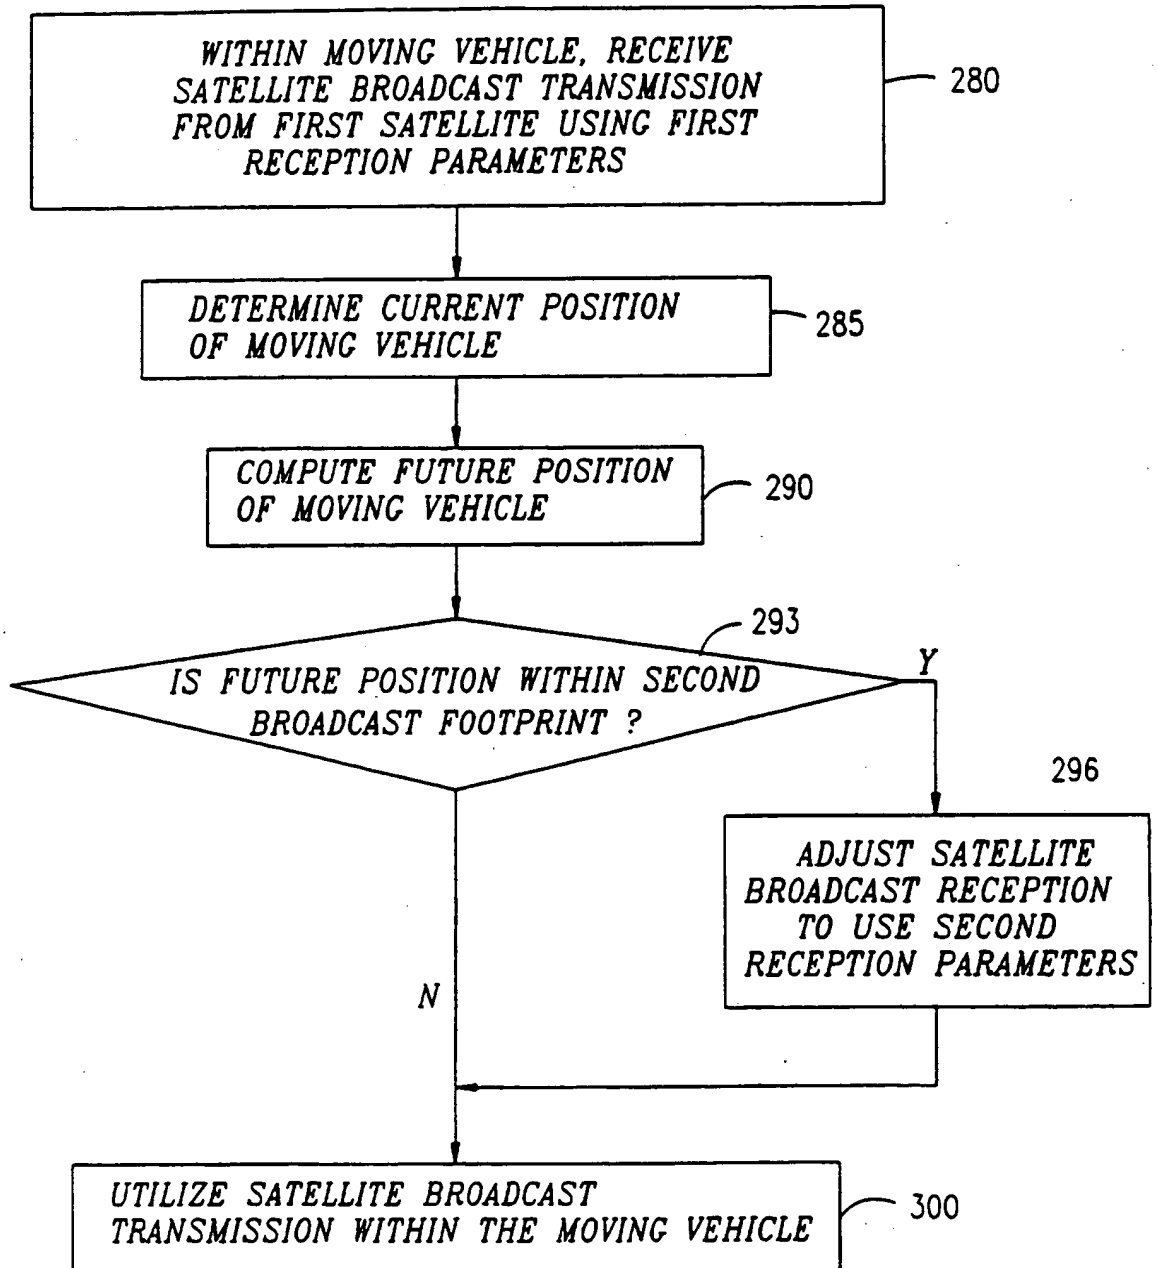 WITHIN MOVING VEHICLE, RECEIVE
SATELLITE BROADCAST TRANSMISSION
FROM FIRST SATELLITE USING FIRST
RECEPTION PARAMETERS
280
DETERMINE CURRENT POSITION
OF MOVING VEHICLE
285
COMPUTE FUTURE POSITION
OF MOVING VEHICLE
290
293
IS FUTURE POSITION WITHIN SECOND
BROADCAST FOOTPRINT ?
Y
296
ADJUST SATELLITE
BROADCAST RECEPTION
TO USE SECOND
RECEPTION PARAMETERS
N
UTILIZE SATELLITE BROADCAST
TRANSMISSION WITHIN THE MOVING VEHICLE
300